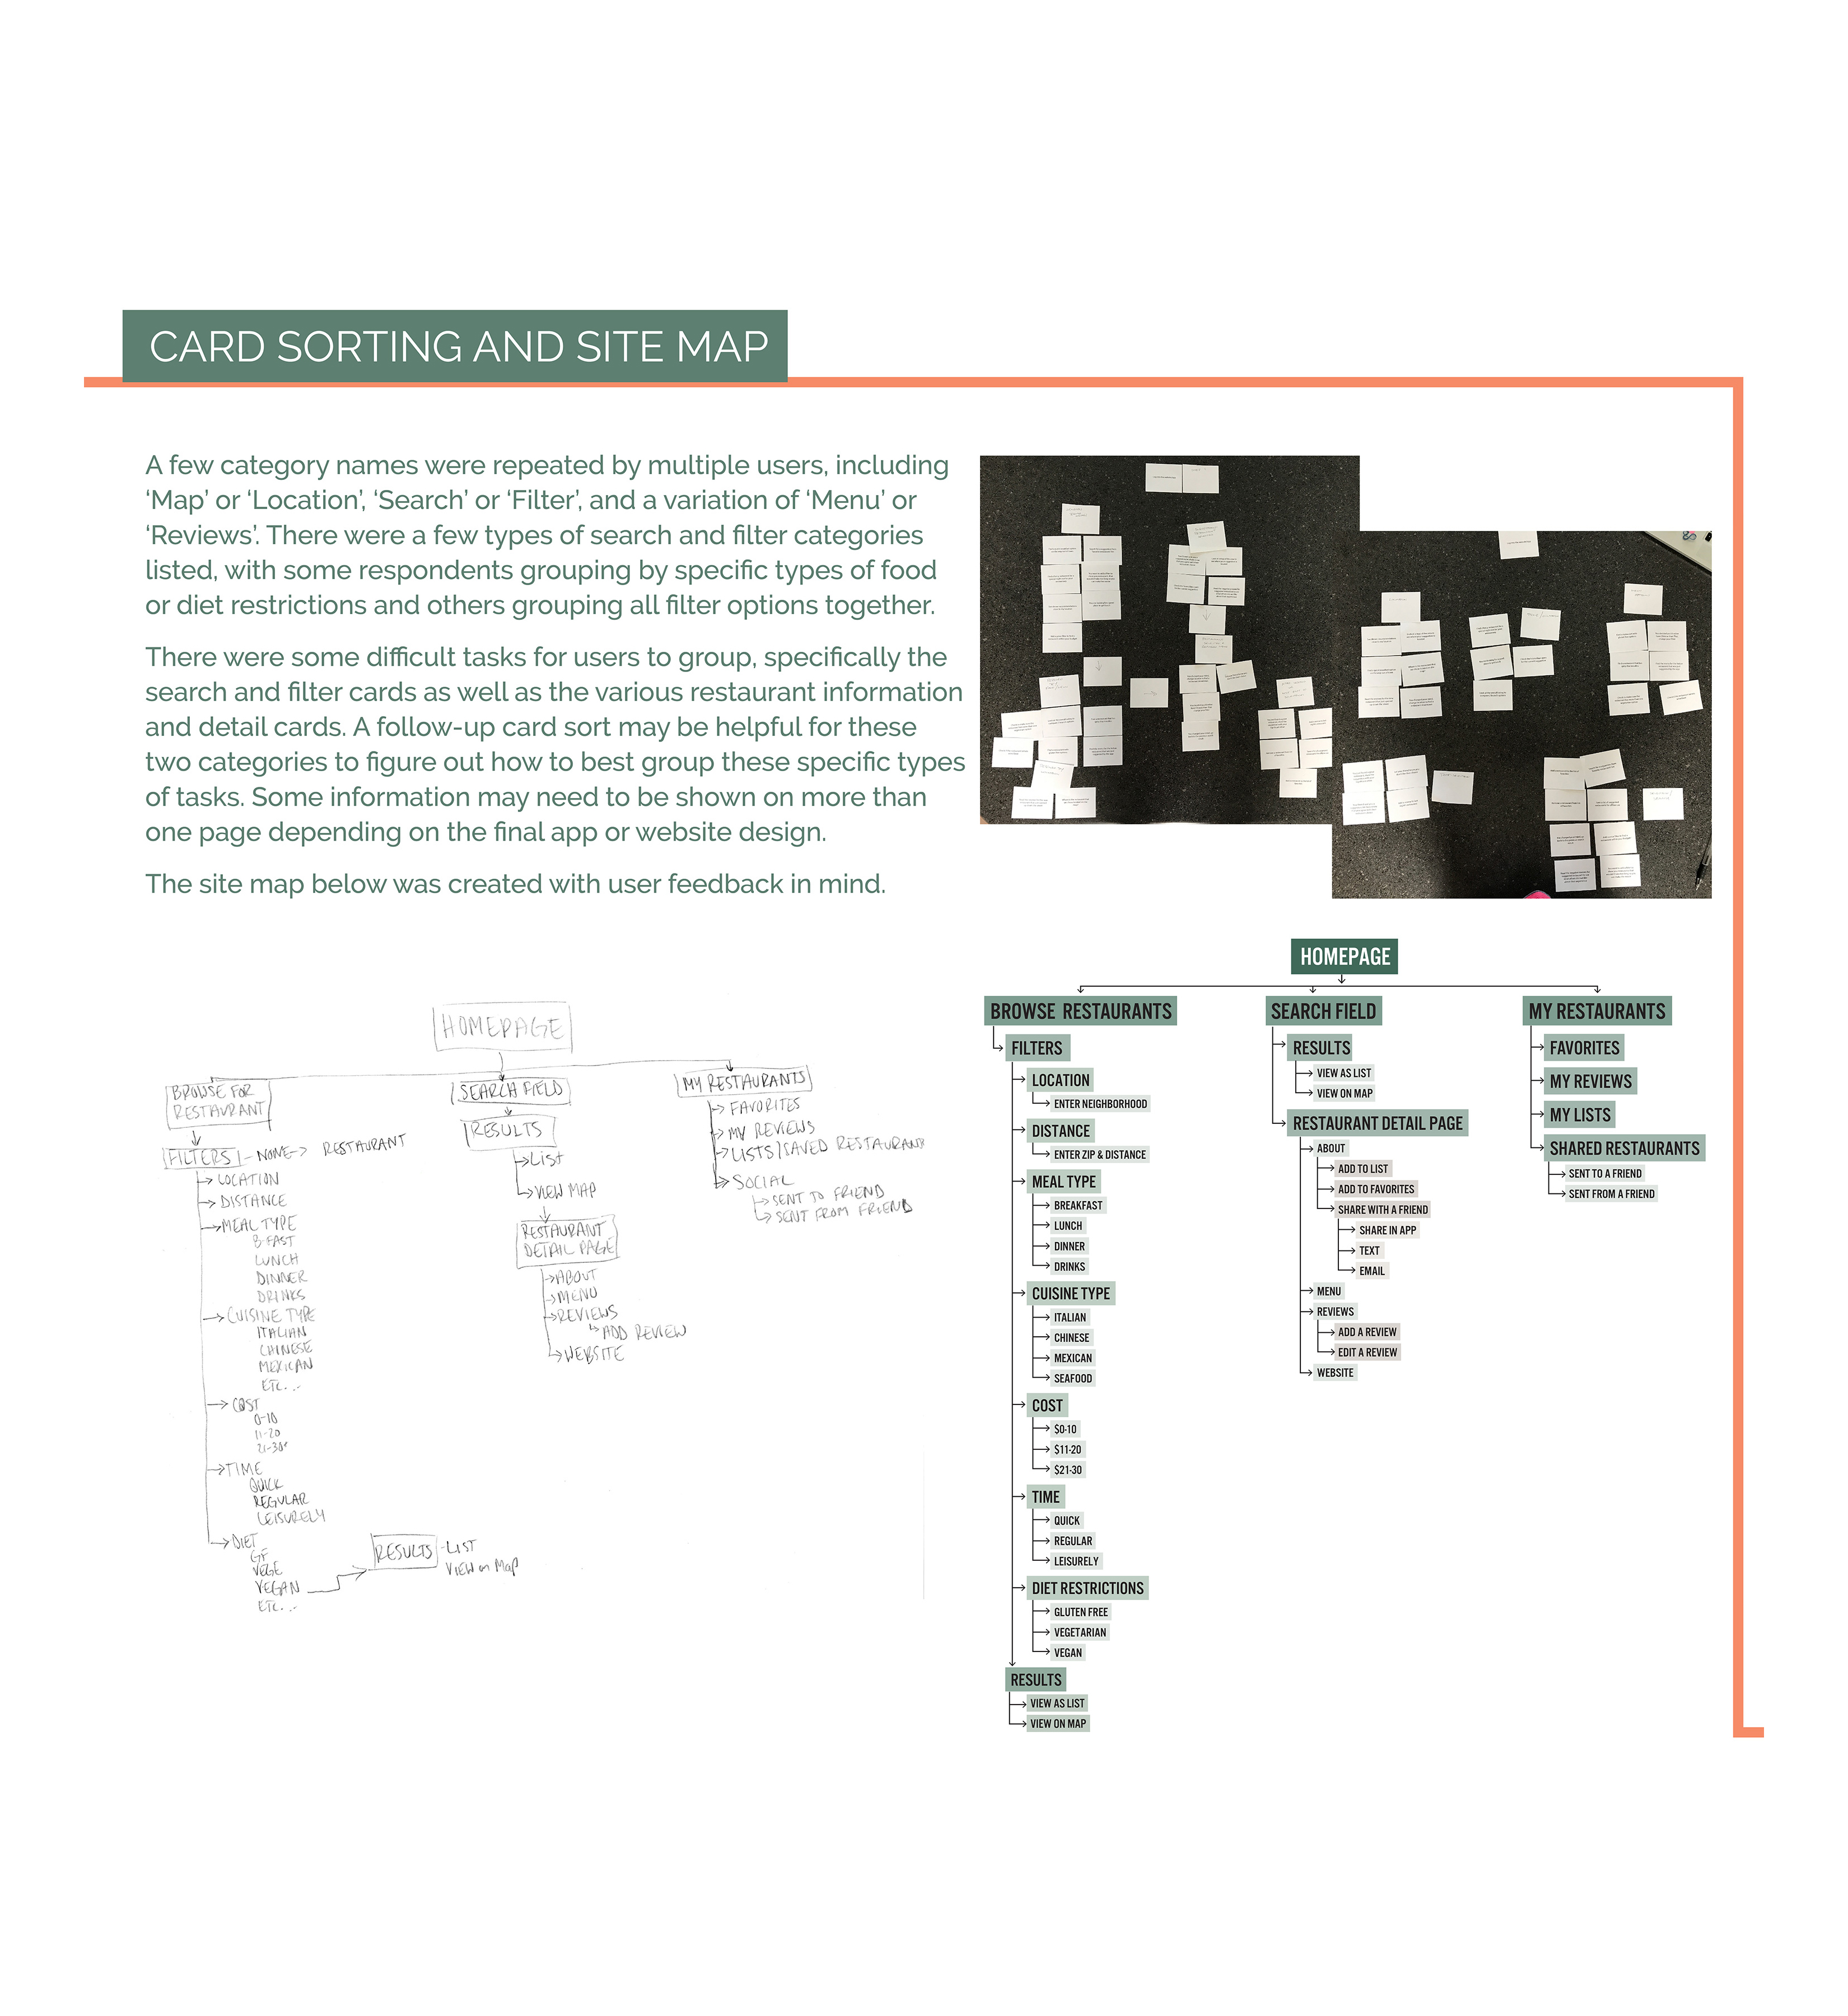 CARD SORTING AND SITE MAP
A few category names were repeated by multiple users, including
‘Map’ or ‘Location’, ‘Search’ or ‘Filter’, and a variation of ‘Menu’ or
‘Reviews’. There were a few types of search and filter categories
listed, with some respondents grouping by specific types of food
or diet restrictions and others grouping all filter options together.
There were some difficult tasks for users to group, specifically the
search and filter cards as well as the various restaurant information
and detail cards. A follow-up card sort may be helpful for these
two categories to figure out how to best group these specific types
of tasks. Some information may need to be shown on more than
one page depending on the final app or website design.
The site map below was created with user feedback in mind.
HOMEPAGE
BROWSE FOR
RESTAURANT
FILTERS - NONE -> RESTAURANT
LOCATION
DISTANCE
MEAL TYPE
B-FAST
LUNCH
DINNER
DRINKS
CUISINE TYPE
ITALIAN
CHINESE
MEXICAN
ETC...
COST
0-10
11-20
21-30
TIME
QUICK
REGULAR
LEISURELY
DIET
GF
VEGE
VEGAN
ETC...
RESULTS - LIST
VIEW on MAP
SEARCH FIELD
RESULTS
LIST
VIEW MAP
RESTAURANT
DETAIL PAGE
ABOUT
MENU
REVIEWS
ADD REVIEW
WEBSITE
MY RESTAURANTS
FAVORITES
MY REVIEWS
LISTS/SAVED RESTAURANT
SOCIAL
SENT TO FRIEND
SENT FROM FRIEND
HOMEPAGE
BROWSE RESTAURANTS
FILTERS
LOCATION
ENTER NEIGHBORHOOD
DISTANCE
ENTER ZIP & DISTANCE
MEAL TYPE
BREAKFAST
LUNCH
DINNER
DRINKS
CUISINE TYPE
ITALIAN
CHINESE
MEXICAN
SEAFOOD
COST
$0-10
$11-20
$21-30
TIME
QUICK
REGULAR
LEISURELY
DIET RESTRICTIONS
GLUTEN FREE
VEGETARIAN
VEGAN
RESULTS
VIEW AS LIST
VIEW ON MAP
SEARCH FIELD
RESULTS
VIEW AS LIST
VIEW ON MAP
RESTAURANT DETAIL PAGE
ABOUT
ADD TO LIST
ADD TO FAVORITES
SHARE WITH A FRIEND
SHARE IN APP
TEXT
EMAIL
MENU
REVIEWS
ADD A REVIEW
EDIT A REVIEW
WEBSITE
MY RESTAURANTS
FAVORITES
MY REVIEWS
MY LISTS
SHARED RESTAURANTS
SENT TO A FRIEND
SENT FROM A FRIEND